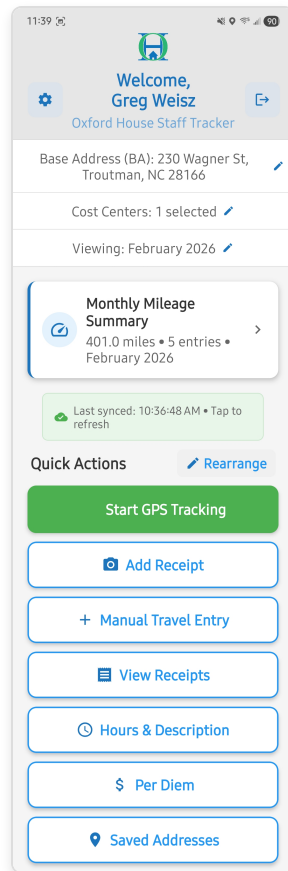 11:39
90
Welcome,
Greg Weisz
Oxford House Staff Tracker
Base Address (BA): 230 Wagner St,
Troutman, NC 28166
Cost Centers: 1 selected
Viewing: February 2026
Monthly Mileage
Summary
401.0 miles • 5 entries •
February 2026
Last synced: 10:36:48 AM • Tap to
refresh
Quick Actions
Rearrange
Start GPS Tracking
Add Receipt
Manual Travel Entry
View Receipts
Hours & Description
$ Per Diem
Saved Addresses